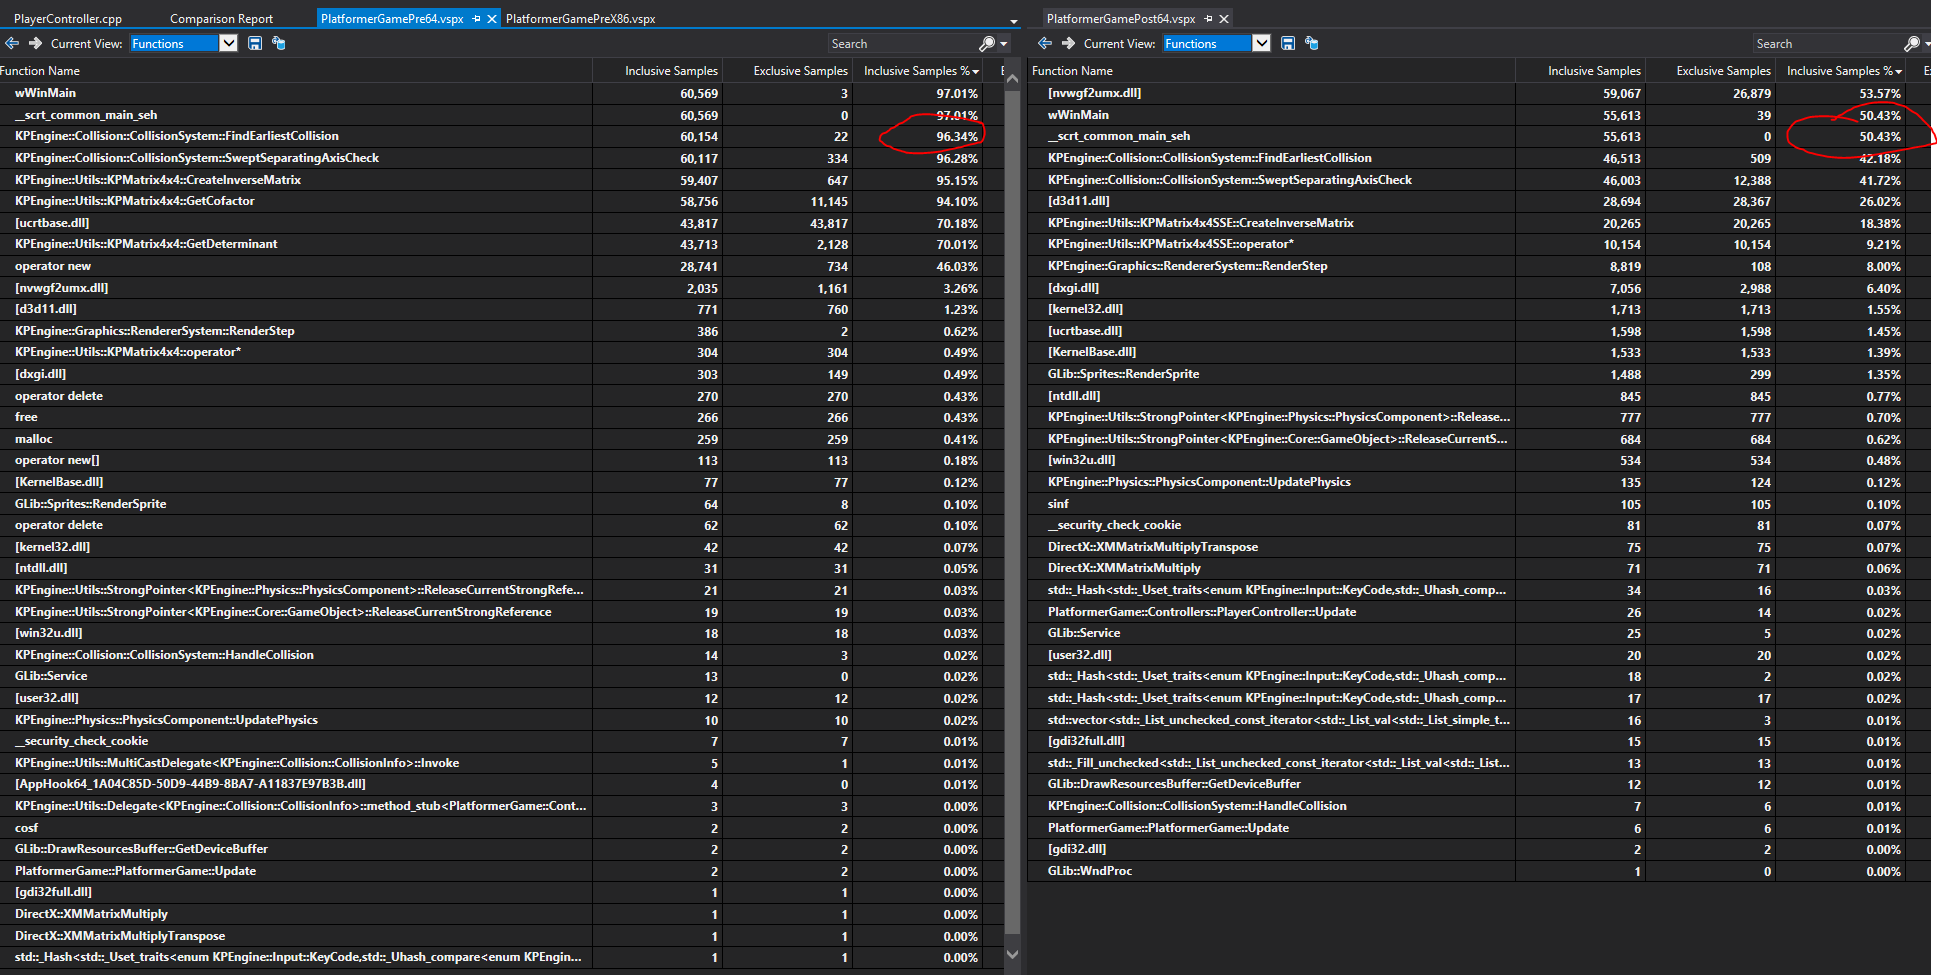 PlayerController.cpp Comparison Report PlatformerGamePre64.vspx PlatformerGamePreX86.vspx
Current View: Functions Search
Function Name Inclusive Samples Exclusive Samples Inclusive Samples % E
wWinMain 60,569 3 97.01%
__scrt_common_main_seh 60,569 0 97.01%
KPEngine::Collision::CollisionSystem::FindEarliestCollision 60,154 22 96.34%
KPEngine::Collision::CollisionSystem::SweptSeparatingAxisCheck 60,117 334 96.28%
KPEngine::Utils::KPMatrix4x4::CreateInverseMatrix 59,407 647 95.15%
KPEngine::Utils::KPMatrix4x4::GetCofactor 58,756 11,145 94.10%
[ucrtbase.dll] 43,817 43,817 70.18%
KPEngine::Utils::KPMatrix4x4::GetDeterminant 43,713 2,128 70.01%
operator new 28,741 734 46.03%
[nvwgf2umx.dll] 2,035 1,161 3.26%
[d3d11.dll] 771 760 1.23%
KPEngine::Graphics::RendererSystem::RenderStep 386 2 0.62%
KPEngine::Utils::KPMatrix4x4::operator* 304 304 0.49%
[dxgi.dll] 303 149 0.49%
operator delete 270 270 0.43%
free 266 266 0.43%
malloc 259 259 0.41%
operator new[] 113 113 0.18%
[KernelBase.dll] 77 77 0.12%
GLib::Sprites::RenderSprite 64 8 0.10%
operator delete 62 62 0.10%
[kernel32.dll] 42 42 0.07%
[ntdll.dll] 31 31 0.05%
KPEngine::Utils::StrongPointer<KPEngine::Physics::PhysicsComponent>::ReleaseCurrentStrongRefe... 21 21 0.03%
KPEngine::Utils::StrongPointer<KPEngine::Core::GameObject>::ReleaseCurrentStrongReference 19 19 0.03%
[win32u.dll] 18 18 0.03%
KPEngine::Collision::CollisionSystem::HandleCollision 14 3 0.02%
GLib::Service 13 0 0.02%
[user32.dll] 12 12 0.02%
KPEngine::Physics::PhysicsComponent::UpdatePhysics 10 10 0.02%
__security_check_cookie 7 7 0.01%
KPEngine::Utils::MultiCastDelegate<KPEngine::Collision::CollisionInfo>::Invoke 5 1 0.01%
[AppHook64_1A04C85D-50D9-44B9-8BA7-A11837E97B3B.dll] 4 0 0.01%
KPEngine::Utils::Delegate<KPEngine::Collision::CollisionInfo>::method_stub<PlatformerGame::Cont... 3 3 0.00%
cosf 2 2 0.00%
GLib::DrawResourcesBuffer::GetDeviceBuffer 2 2 0.00%
PlatformerGame::PlatformerGame::Update 2 2 0.00%
[gdi32full.dll] 1 1 0.00%
DirectX::XMMatrixMultiply 1 1 0.00%
DirectX::XMMatrixMultiplyTranspose 1 1 0.00%
std::_Hash<std::_Uset_traits<enum KPEngine::Input::KeyCode,std::_Uhash_compare<enum KPEngin... 1 1 0.00%
PlatformerGamePost64.vspx
Current View: Functions Search
Function Name Inclusive Samples Exclusive Samples Inclusive Samples % E
[nvwgf2umx.dll] 59,067 26,879 53.57%
wWinMain 55,613 39 50.43%
__scrt_common_main_seh 55,613 0 50.43%
KPEngine::Collision::CollisionSystem::FindEarliestCollision 46,513 509 42.18%
KPEngine::Collision::CollisionSystem::SweptSeparatingAxisCheck 46,003 12,388 41.72%
[d3d11.dll] 28,694 28,367 26.02%
KPEngine::Utils::KPMatrix4x4SSE::CreateInverseMatrix 20,265 20,265 18.38%
KPEngine::Utils::KPMatrix4x4SSE::operator* 10,154 10,154 9.21%
KPEngine::Graphics::RendererSystem::RenderStep 8,819 108 8.00%
[dxgi.dll] 7,056 2,988 6.40%
[kernel32.dll] 1,713 1,713 1.55%
[ucrtbase.dll] 1,598 1,598 1.45%
[KernelBase.dll] 1,533 1,533 1.39%
GLib::Sprites::RenderSprite 1,488 299 1.35%
[ntdll.dll] 845 845 0.77%
KPEngine::Utils::StrongPointer<KPEngine::Physics::PhysicsComponent>::Release... 777 777 0.70%
KPEngine::Utils::StrongPointer<KPEngine::Core::GameObject>::ReleaseCurrentS... 684 684 0.62%
[win32u.dll] 534 534 0.48%
KPEngine::Physics::PhysicsComponent::UpdatePhysics 135 124 0.12%
sinf 105 105 0.10%
__security_check_cookie 81 81 0.07%
DirectX::XMMatrixMultiplyTranspose 75 75 0.07%
DirectX::XMMatrixMultiply 71 71 0.06%
std::_Hash<std::_Uset_traits<enum KPEngine::Input::KeyCode,std::_Uhash_comp... 34 16 0.03%
PlatformerGame::Controllers::PlayerController::Update 26 14 0.02%
GLib::Service 25 5 0.02%
[user32.dll] 20 20 0.02%
std::_Hash<std::_Uset_traits<enum KPEngine::Input::KeyCode,std::_Uhash_comp... 18 2 0.02%
std::_Hash<std::_Uset_traits<enum KPEngine::Input::KeyCode,std::_Uhash_comp... 17 17 0.02%
std::vector<std::_List_unchecked_const_iterator<std::_List_val<std::_List_simple_t... 16 3 0.01%
[gdi32full.dll] 15 15 0.01%
std::_Fill_unchecked<std::_List_unchecked_const_iterator<std::_List_val<std::_List... 13 13 0.01%
GLib::DrawResourcesBuffer::GetDeviceBuffer 12 12 0.01%
KPEngine::Collision::CollisionSystem::HandleCollision 7 6 0.01%
PlatformerGame::PlatformerGame::Update 6 6 0.01%
[gdi32.dll] 2 2 0.00%
GLib::WndProc 1 0 0.00%